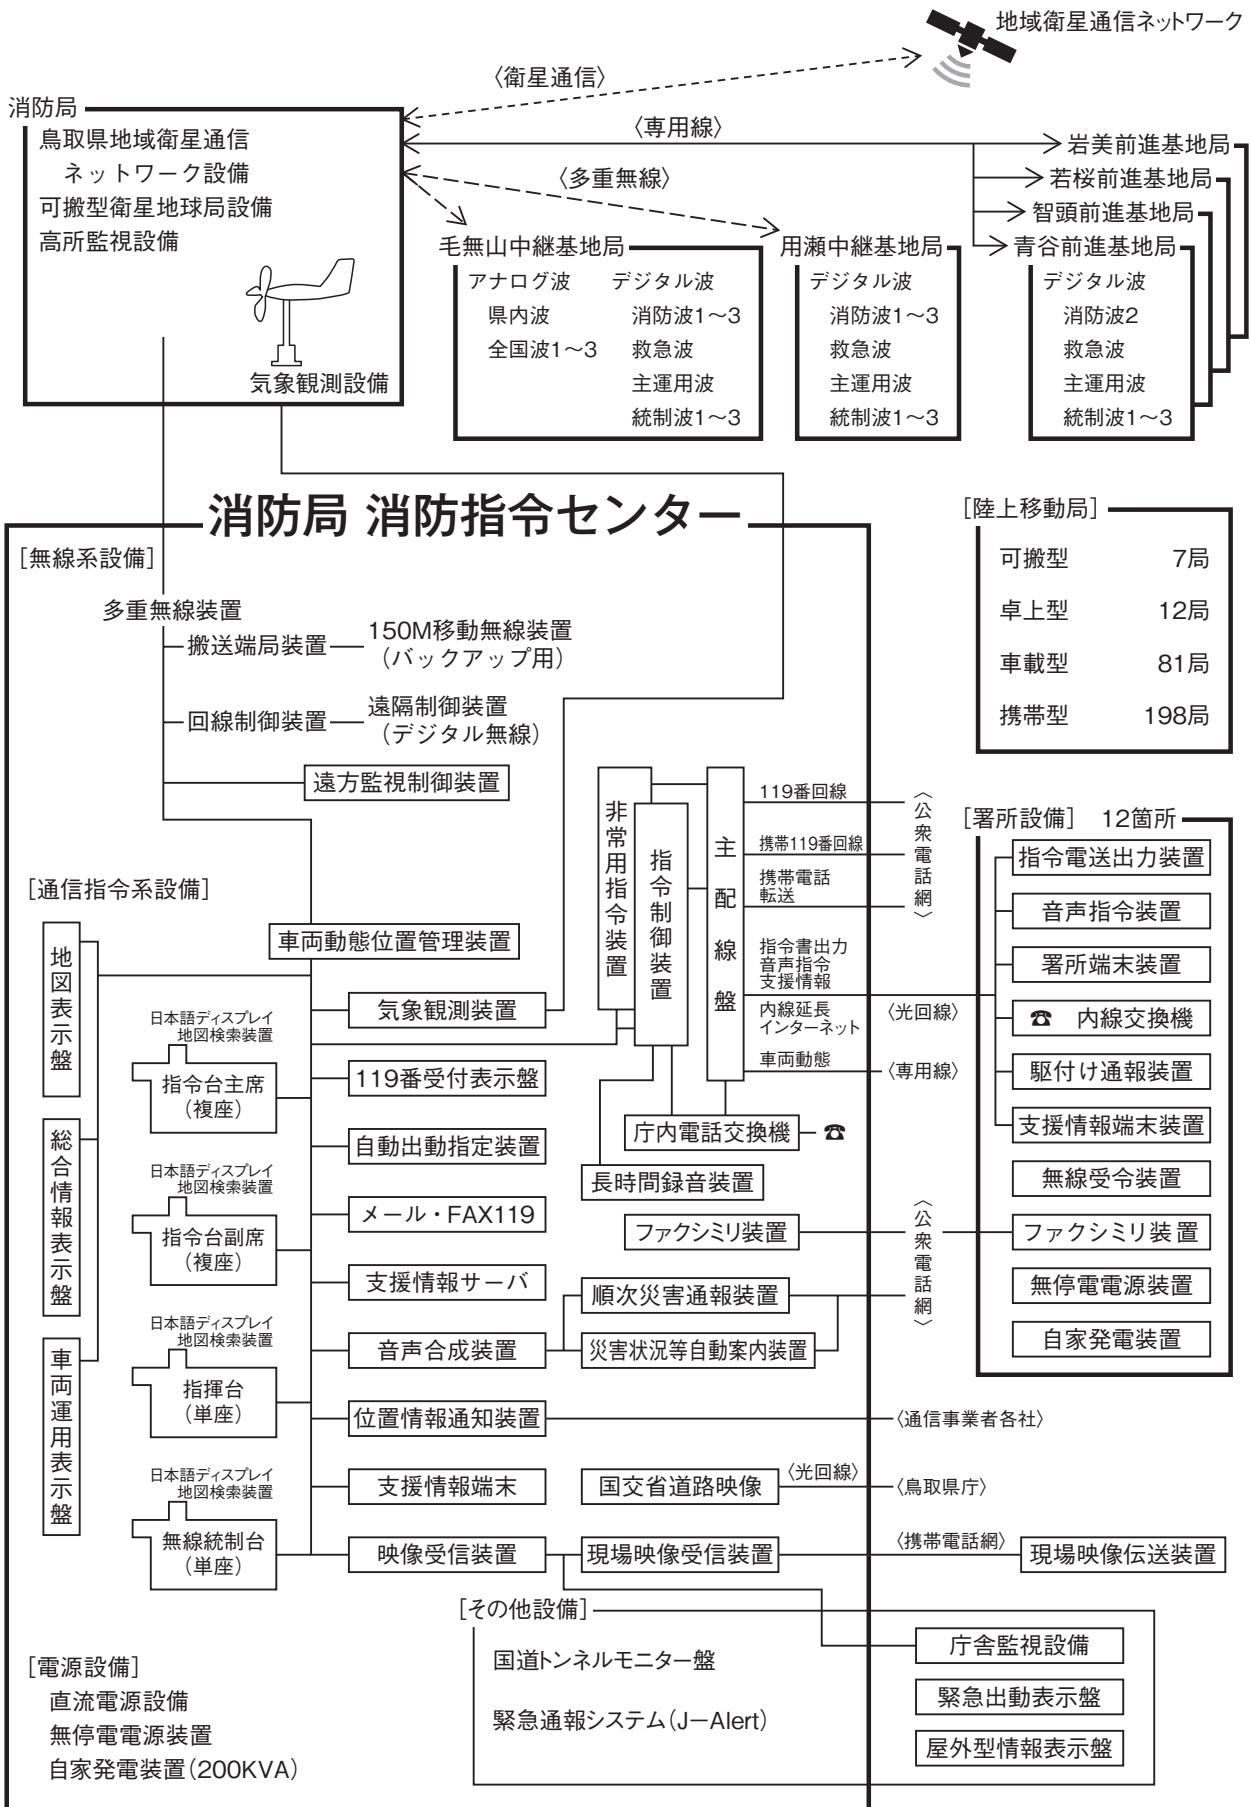 地域衛星通信ネットワーク
〈衛星通信〉
消防局
鳥取県地域衛星通信
ネットワーク設備
可搬型衛星地球局設備
高所監視設備
気象観測設備
〈専用線〉
〈多重無線〉
岩美前進基地局
若桜前進基地局
智頭前進基地局
青谷前進基地局
デジタル波
消防波2
救急波
主運用波
統制波1～3
毛無山中継基地局
アナログ波
県内波
全国波1～3
デジタル波
消防波1～3
救急波
主運用波
統制波1～3
用瀬中継基地局
デジタル波
消防波1～3
救急波
主運用波
統制波1～3
消防局 消防指令センター
［無線系設備］
多重無線装置
搬送端局装置
150M移動無線装置
（バックアップ用）
回線制御装置
遠隔制御装置
（デジタル無線）
遠方監視制御装置
［陸上移動局］
可搬型 7局
卓上型 12局
車載型 81局
携帯型 198局
［通信指令系設備］
地図表示盤
総合情報表示盤
車両運用表示盤
日本語ディスプレイ
地図検索装置
指令台主席
（複座）
日本語ディスプレイ
地図検索装置
指令台副席
（複座）
日本語ディスプレイ
地図検索装置
指揮台
（単座）
日本語ディスプレイ
地図検索装置
無線統制台
（単座）
車両動態位置管理装置
気象観測装置
119番受付表示盤
自動出動指定装置
メール・FAX119
支援情報サーバ
音声合成装置
位置情報通知装置
支援情報端末
映像受信装置
非常用指令装置
指令制御装置
主配線盤
119番回線
携帯119番回線
携帯電話
転送
〈公衆電話網〉
指令書出力
音声指令
支援情報
内線延長
インターネット
〈光回線〉
車両動態
〈専用線〉
庁内電話交換機 ☎
長時間録音装置
ファクシミリ装置
〈公衆電話網〉
順次災害通報装置
災害状況等自動案内装置
〈通信事業者各社〉
国交省道路映像
〈光回線〉
〈鳥取県庁〉
現場映像受信装置
〈携帯電話網〉
現場映像伝送装置
［署所設備］ 12箇所
指令電送出力装置
音声指令装置
署所端末装置
☎ 内線交換機
駆付け通報装置
支援情報端末装置
無線受令装置
ファクシミリ装置
無停電電源装置
自家発電装置
［その他設備］
国道トンネルモニター盤
緊急通報システム（J－Alert）
庁舎監視設備
緊急出動表示盤
屋外型情報表示盤
［電源設備］
直流電源設備
無停電電源装置
自家発電装置（200KVA）